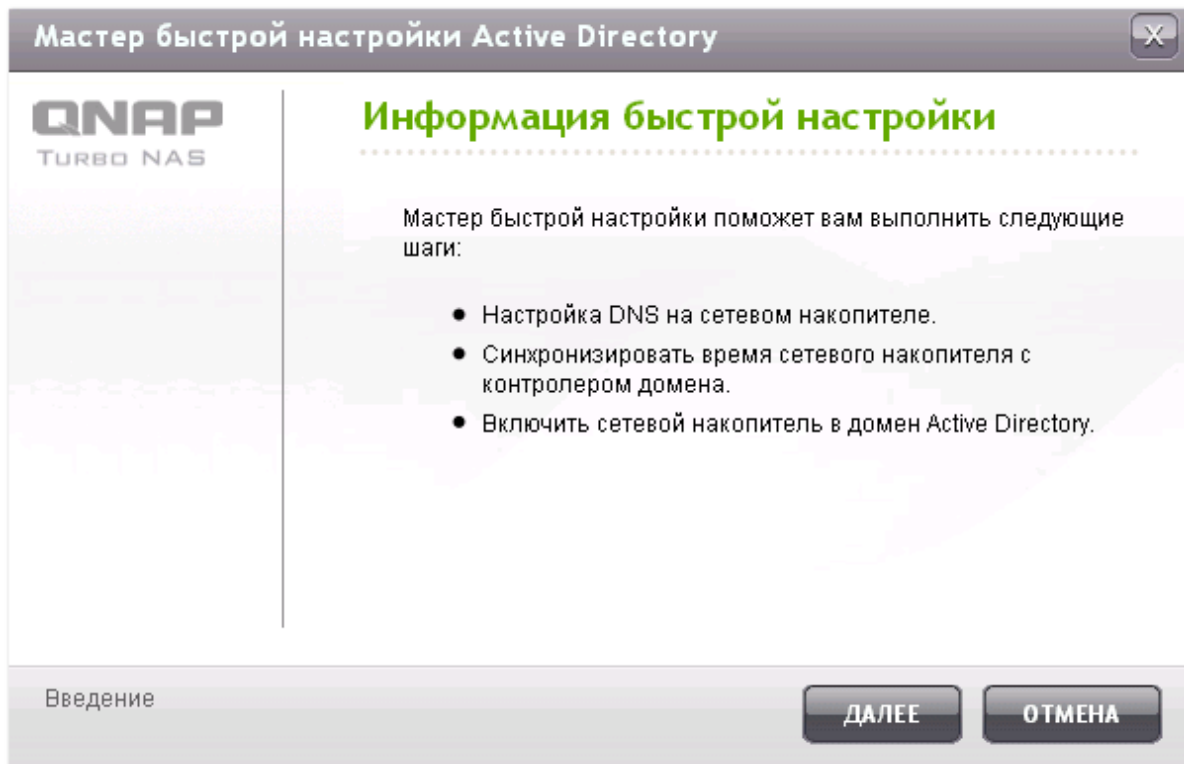 Мастер быстрой настройки Active Directory
X
QNAP
TURBO NAS
Информация быстрой настройки
Мастер быстрой настройки поможет вам выполнить следующие
шаги:
● Настройка DNS на сетевом накопителе.
● Синхронизировать время сетевого накопителя с
контролером домена.
● Включить сетевой накопитель в домен Active Directory.
Введение
ДАЛЕЕ
ОТМЕНА